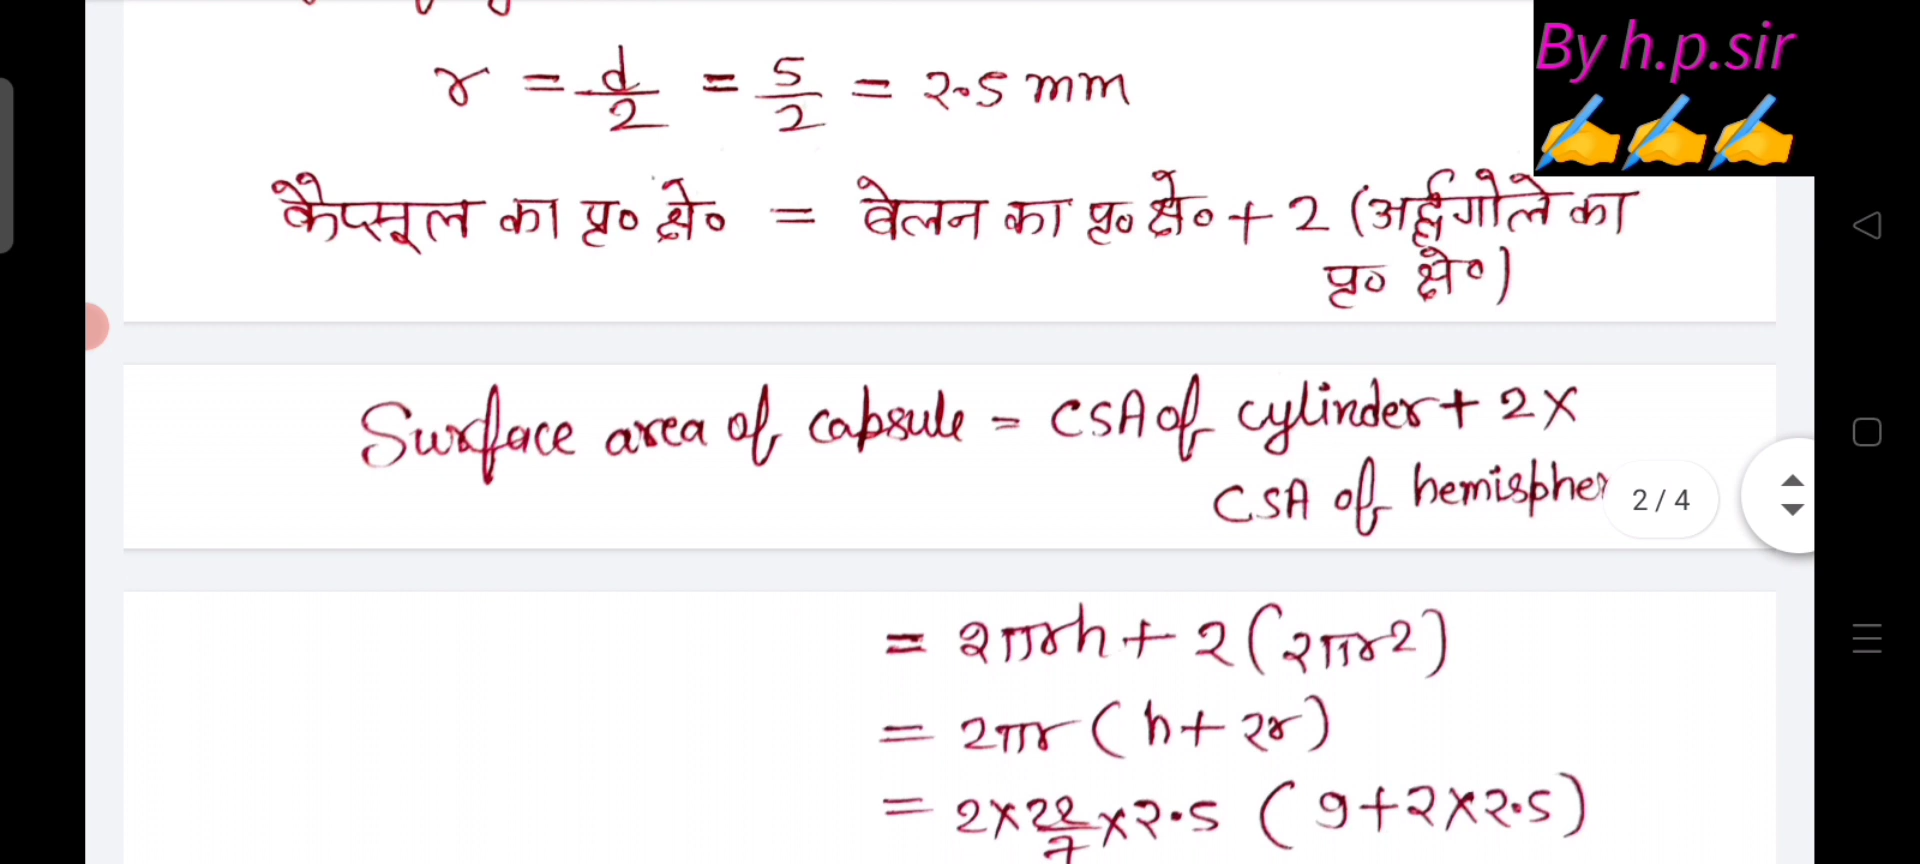 r = d/2 = 5/2 = 2.5 mm
By h.p.sir
✍✍✍
कैप्सूल का पृ० क्षे० = बेलन का पृ० क्षे० + 2 (अर्द्धगोले का
पृ० क्षे०)
Surface area of capsule = CSA of cylinder + 2×
CSA of hemispher
2 / 4
= 2πrh + 2(2πr2)
= 2πr (h + 2r)
= 2×22/7×2.5 (9+2×2.5)